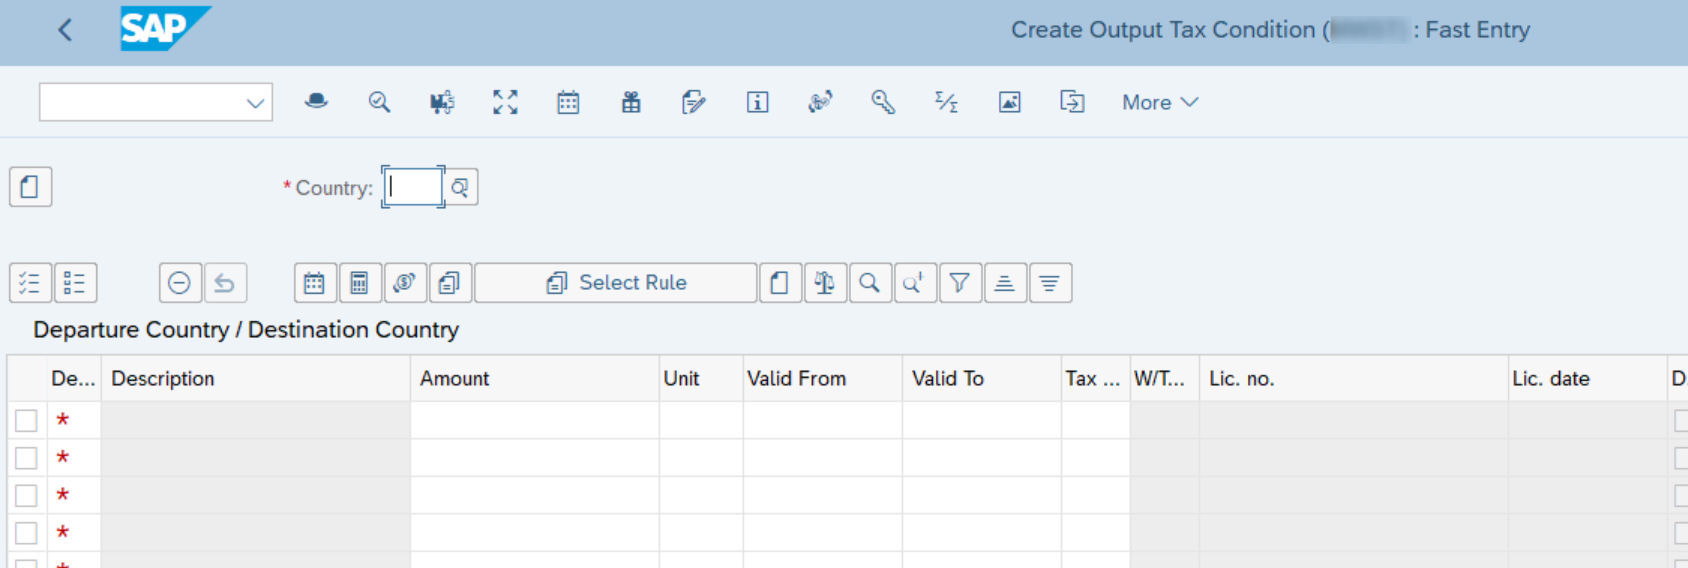 SAP
Create Output Tax Condition ( : Fast Entry
More
* Country:
Select Rule
Departure Country / Destination Country
De... Description Amount Unit Valid From Valid To Tax ... W/T... Lic. no. Lic. date D
*
*
*
*
*